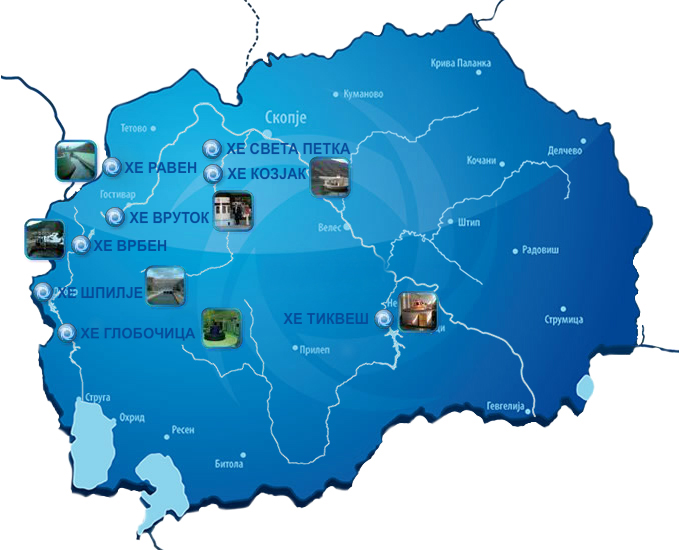 Крива Паланка
Куманово
Скопје
Тетово
ХЕ СВЕТА ПЕТКА
Делчево
Кочани
ХЕ РАВЕН
ХЕ КОЗЈАК
Гостивар
ХЕ ВРУТОК
Штип
Велес
ХЕ ВРБЕН
Радовиш
ХЕ ШПИЛЈЕ
ХЕ ТИКВЕШ
Струмица
ХЕ ГЛОБОЧИЦА
Прилеп
Струга
Гевгелија
Охрид
Ресен
Битола